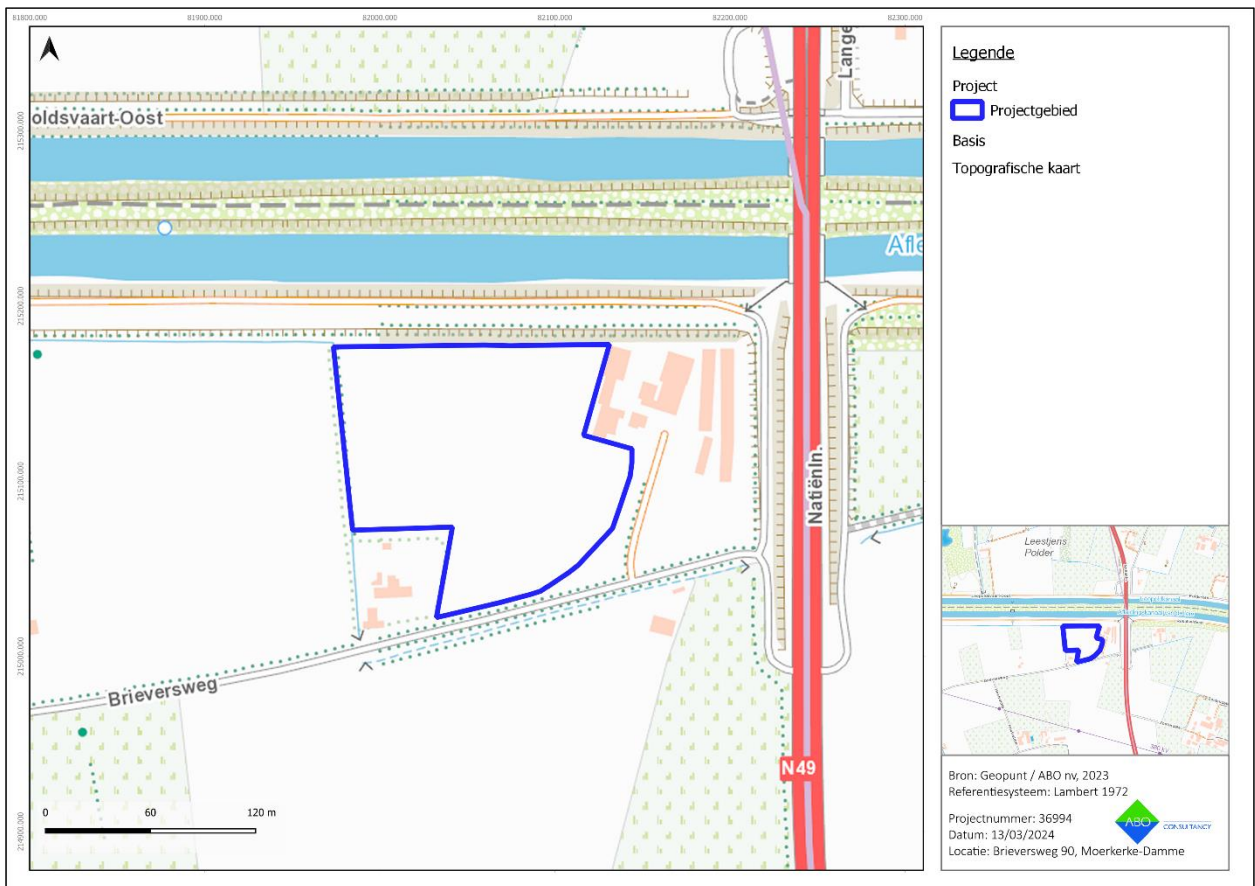 81800.000 81900.000 82000.000 82100.000 82200.000 82300.000
215300.000
215200.000
215100.000
215000.000
214900.000
oldsvaart-Oost
Lange
Afle
Natiënln.
Brieversweg
N49
0 60 120 m
Legende
Project
Projectgebied
Basis
Topografische kaart
Leestjens
Polder
380 KV
Bron: Geopunt / ABO nv, 2023
Referentiesysteem: Lambert 1972
Projectnummer: 36994
Datum: 13/03/2024
Locatie: Brieversweg 90, Moerkerke-Damme
ABO
CONSULTANCY